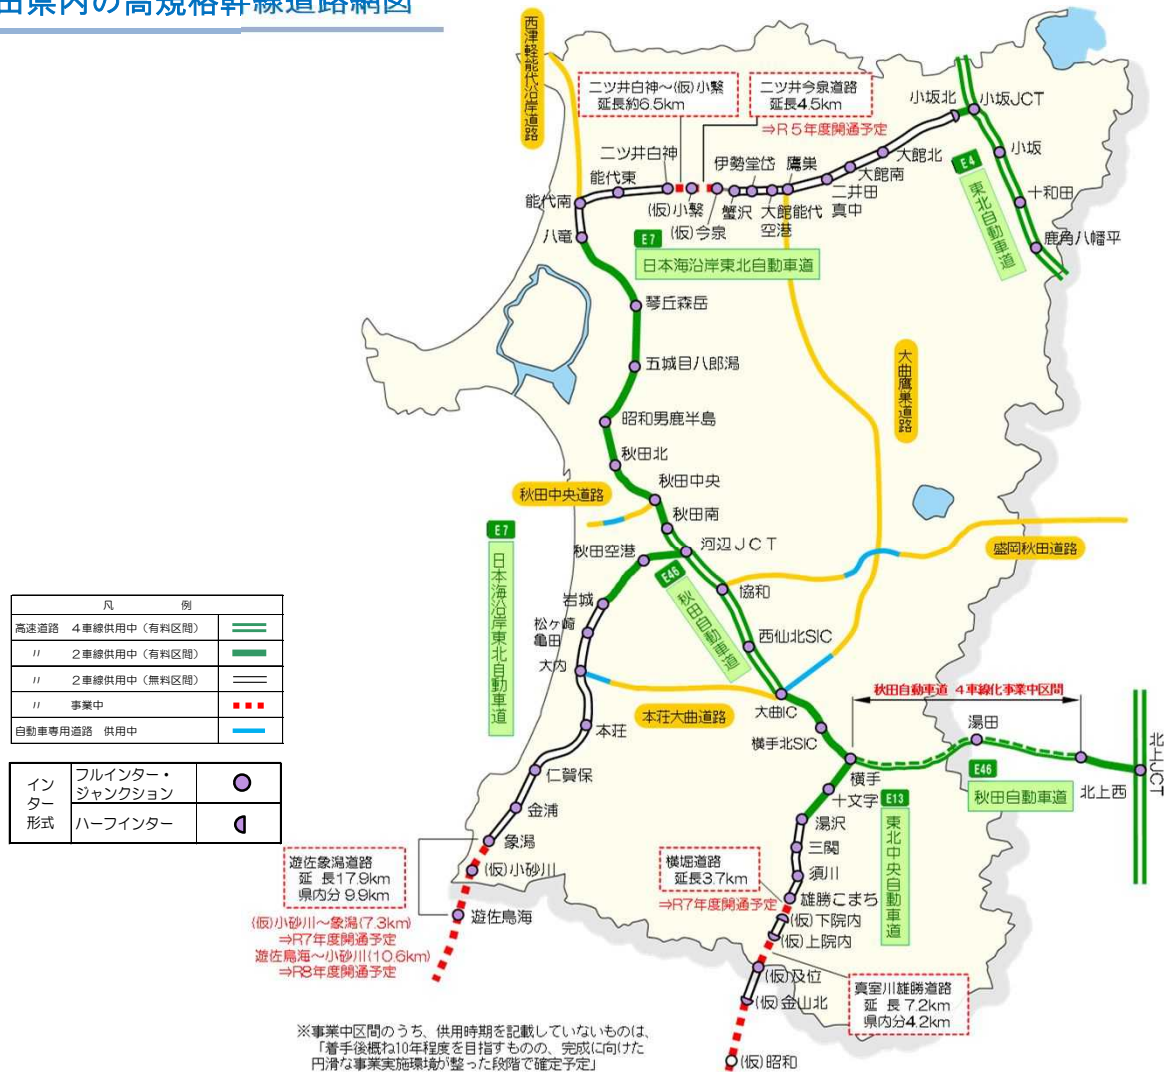 田県内の高規格幹線道路網図
西津軽能代沿岸道路
二ツ井白神～(仮)小繋
延長約6.5km
二ツ井今泉道路
延長4.5km
⇒R５年度開通予定
小坂北
小坂JCT
小坂
E4
東北自動車道
十和田
鹿角八幡平
大館北
大館南
二井田
真中
鷹巣
伊勢堂岱
大館能代
空港
蟹沢
(仮)今泉
(仮)小繋
二ツ井白神
能代東
能代南
八竜
E7
日本海沿岸東北自動車道
琴丘森岳
五城目八郎潟
大曲鷹巣道路
昭和男鹿半島
秋田北
秋田中央
秋田中央道路
秋田南
河辺ＪＣＴ
秋田空港
盛岡秋田道路
E7
日本海沿岸東北自動車道
E46
秋田自動車道
協和
岩城
松ヶ崎
亀田
西仙北SIC
大内
本荘大曲道路
大曲IC
秋田自動車道 ４車線化事業中区間
湯田
北上JCT
本荘
横手北SIC
横手
E46
秋田自動車道
北上西
仁賀保
十文字
E13
東北中央自動車道
金浦
湯沢
象潟
三関
須川
遊佐象潟道路
延 長17.9km
県内分 9.9km
(仮)小砂川
横堀道路
延長3.7km
⇒R7年度開通予定
雄勝こまち
(仮)下院内
(仮)上院内
遊佐鳥海
(仮)小砂川～象潟(7.3km)
⇒R7年度開通予定
遊佐鳥海～小砂川(10.6km)
⇒R8年度開通予定
(仮)及位
(仮)金山北
真室川雄勝道路
延 長 7.2km
県内分4.2km
(仮)昭和
凡 例
高速道路 ４車線供用中（有料区間）
〃 ２車線供用中（有料区間）
〃 ２車線供用中（無料区間）
〃 事業中
自動車専用道路 供用中
インター形式
フルインター・
ジャンクション
ハーフインター
※事業中区間のうち、供用時期を記載していないものは、
「着手後概ね10年程度を目指すものの、完成に向けた
円滑な事業実施環境が整った段階で確定予定」